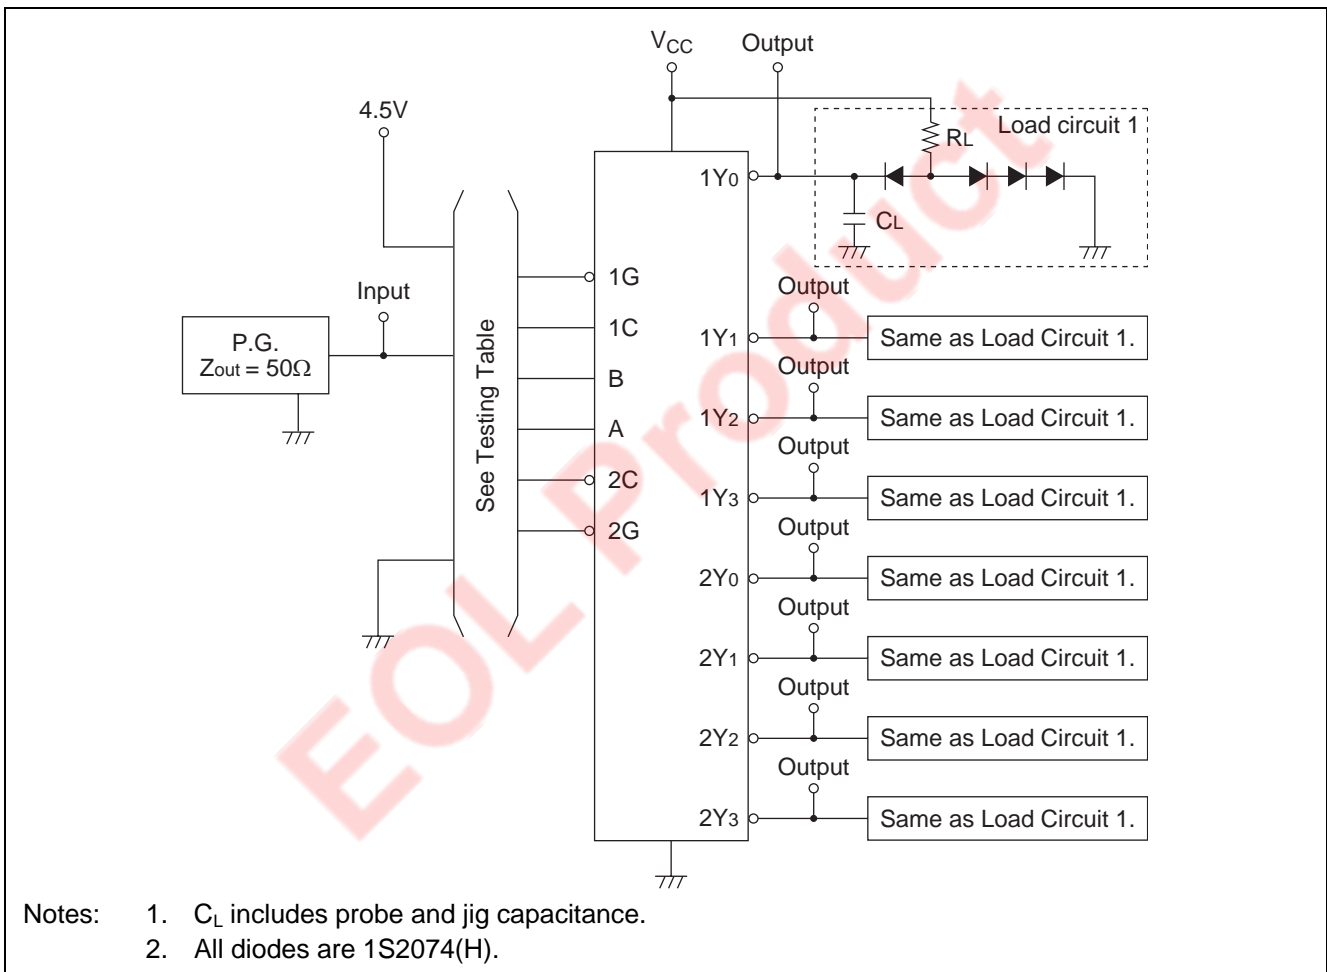 VCC
Output
4.5V
Load circuit 1
RL
1Y0
CL
1G
Output
Input
1C
1Y1
Same as Load Circuit 1.
P.G.
Zout = 50Ω
Output
B
See Testing Table
1Y2
Same as Load Circuit 1.
A
Output
2C
1Y3
Same as Load Circuit 1.
2G
Output
2Y0
Same as Load Circuit 1.
Output
2Y1
Same as Load Circuit 1.
Output
2Y2
Same as Load Circuit 1.
Output
2Y3
Same as Load Circuit 1.
EOL Product
Notes: 1. CL includes probe and jig capacitance.
2. All diodes are 1S2074(H).